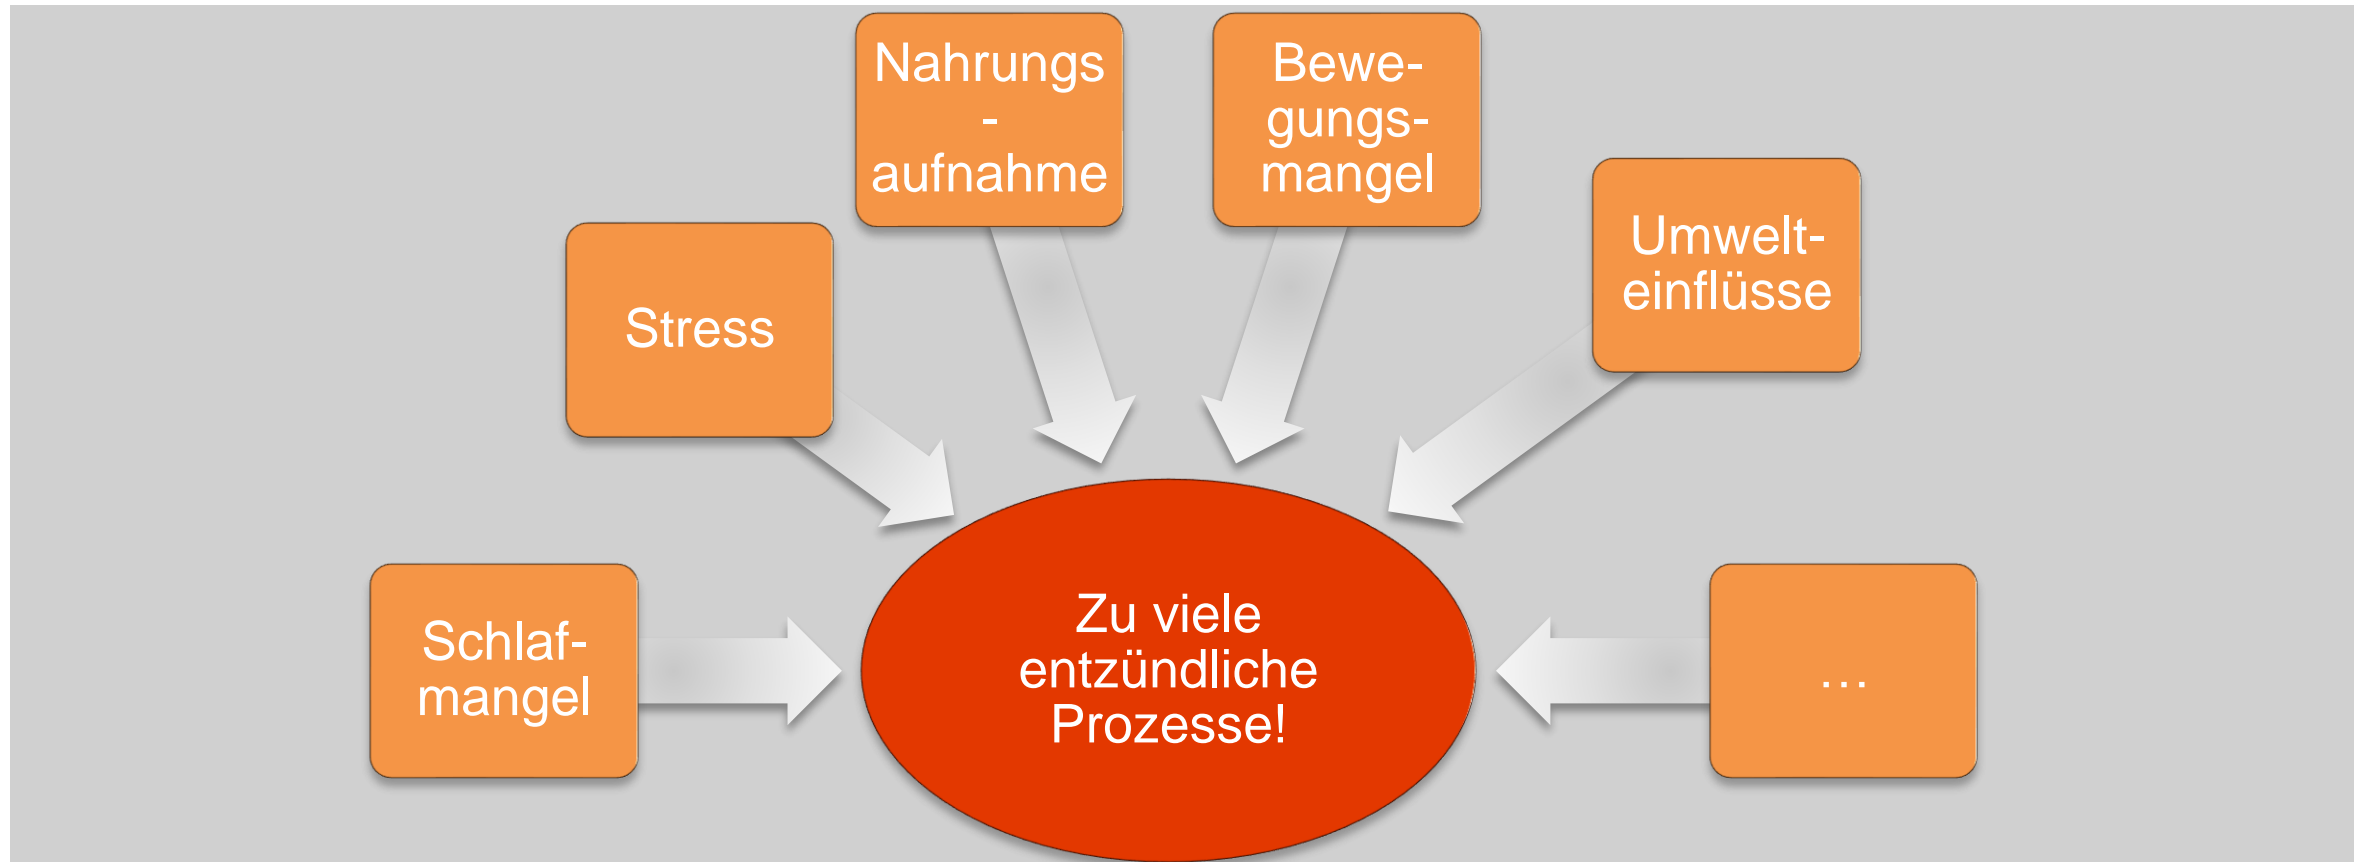 Nahrungs
-
aufnahme
Bewe-
gungs-
mangel
Umwelt-
einflüsse
Stress
Schlaf-
mangel
Zu viele
entzündliche
Prozesse!
…